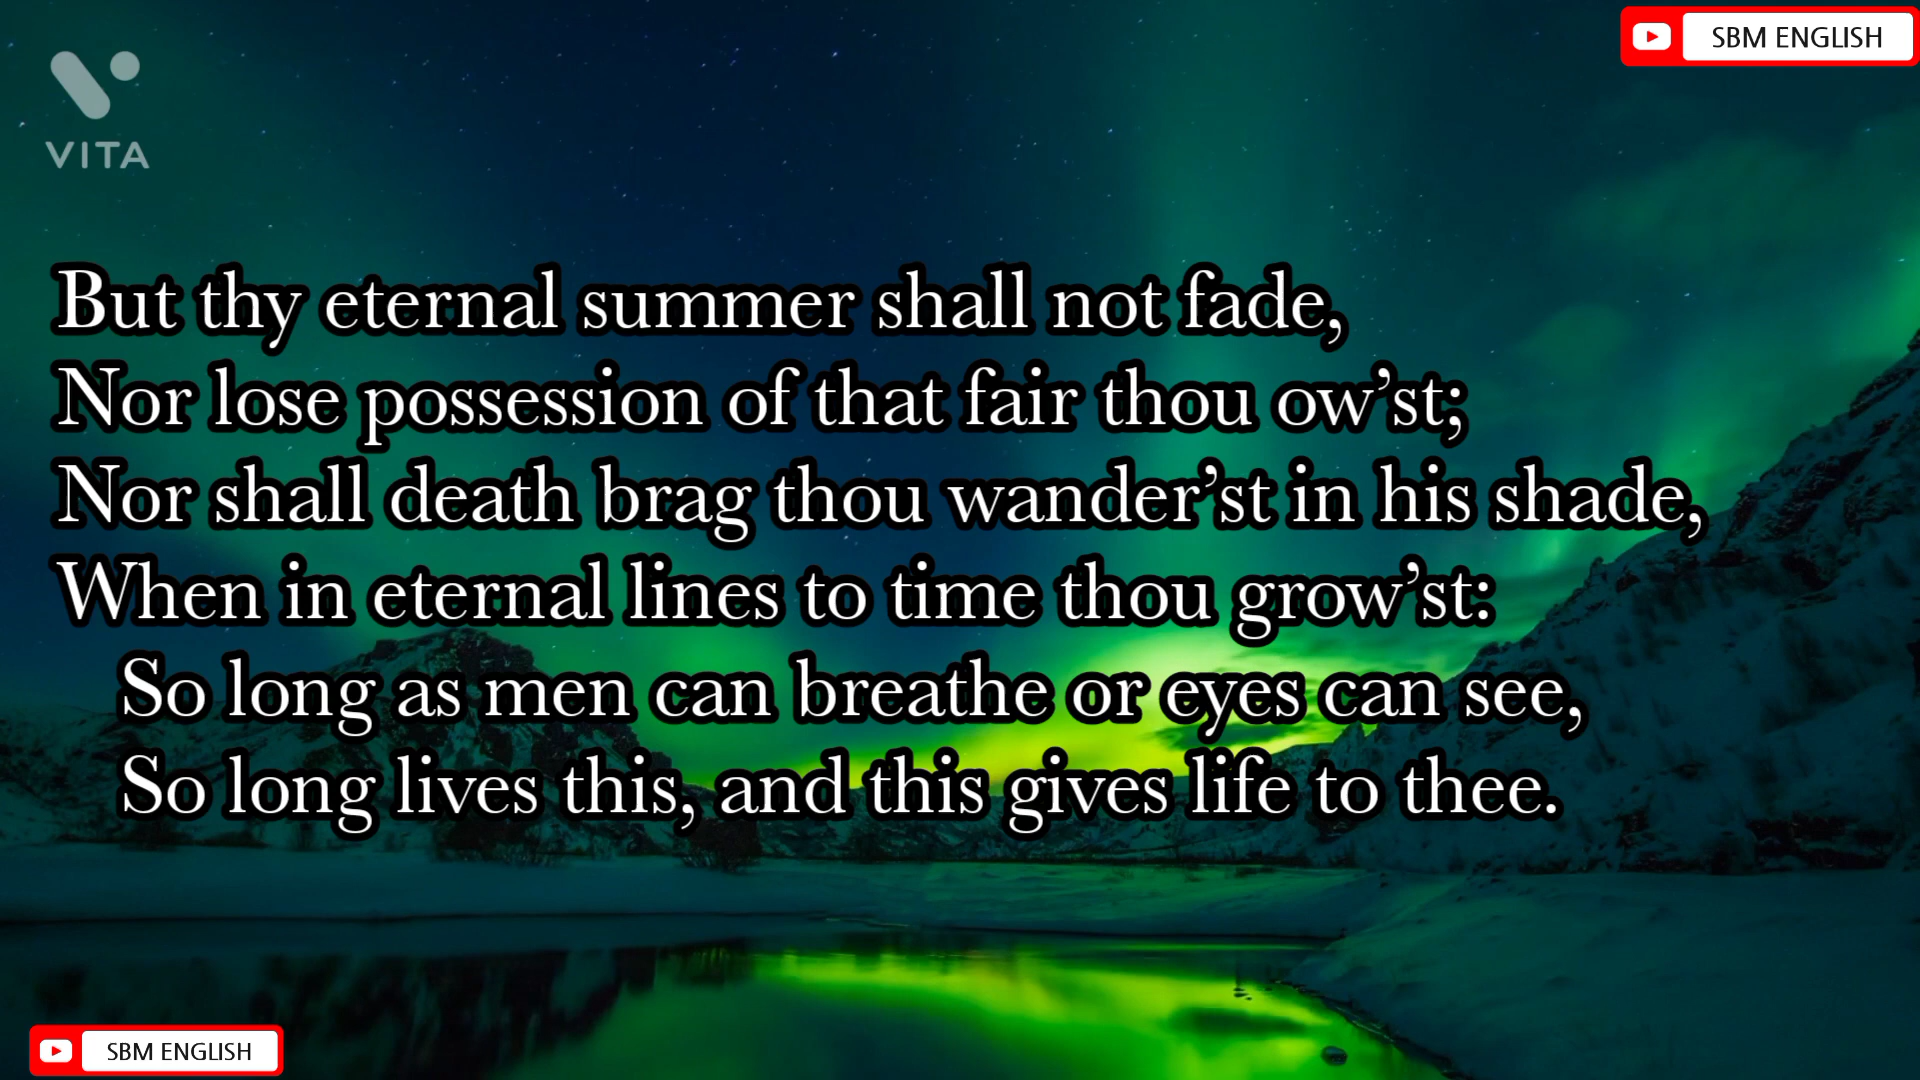 SBM ENGLISH
VITA
But thy eternal summer shall not fade,
Nor lose possession of that fair thou ow’st;
Nor shall death brag thou wander’st in his shade,
When in eternal lines to time thou grow’st:
So long as men can breathe or eyes can see,
So long lives this, and this gives life to thee.
SBM ENGLISH